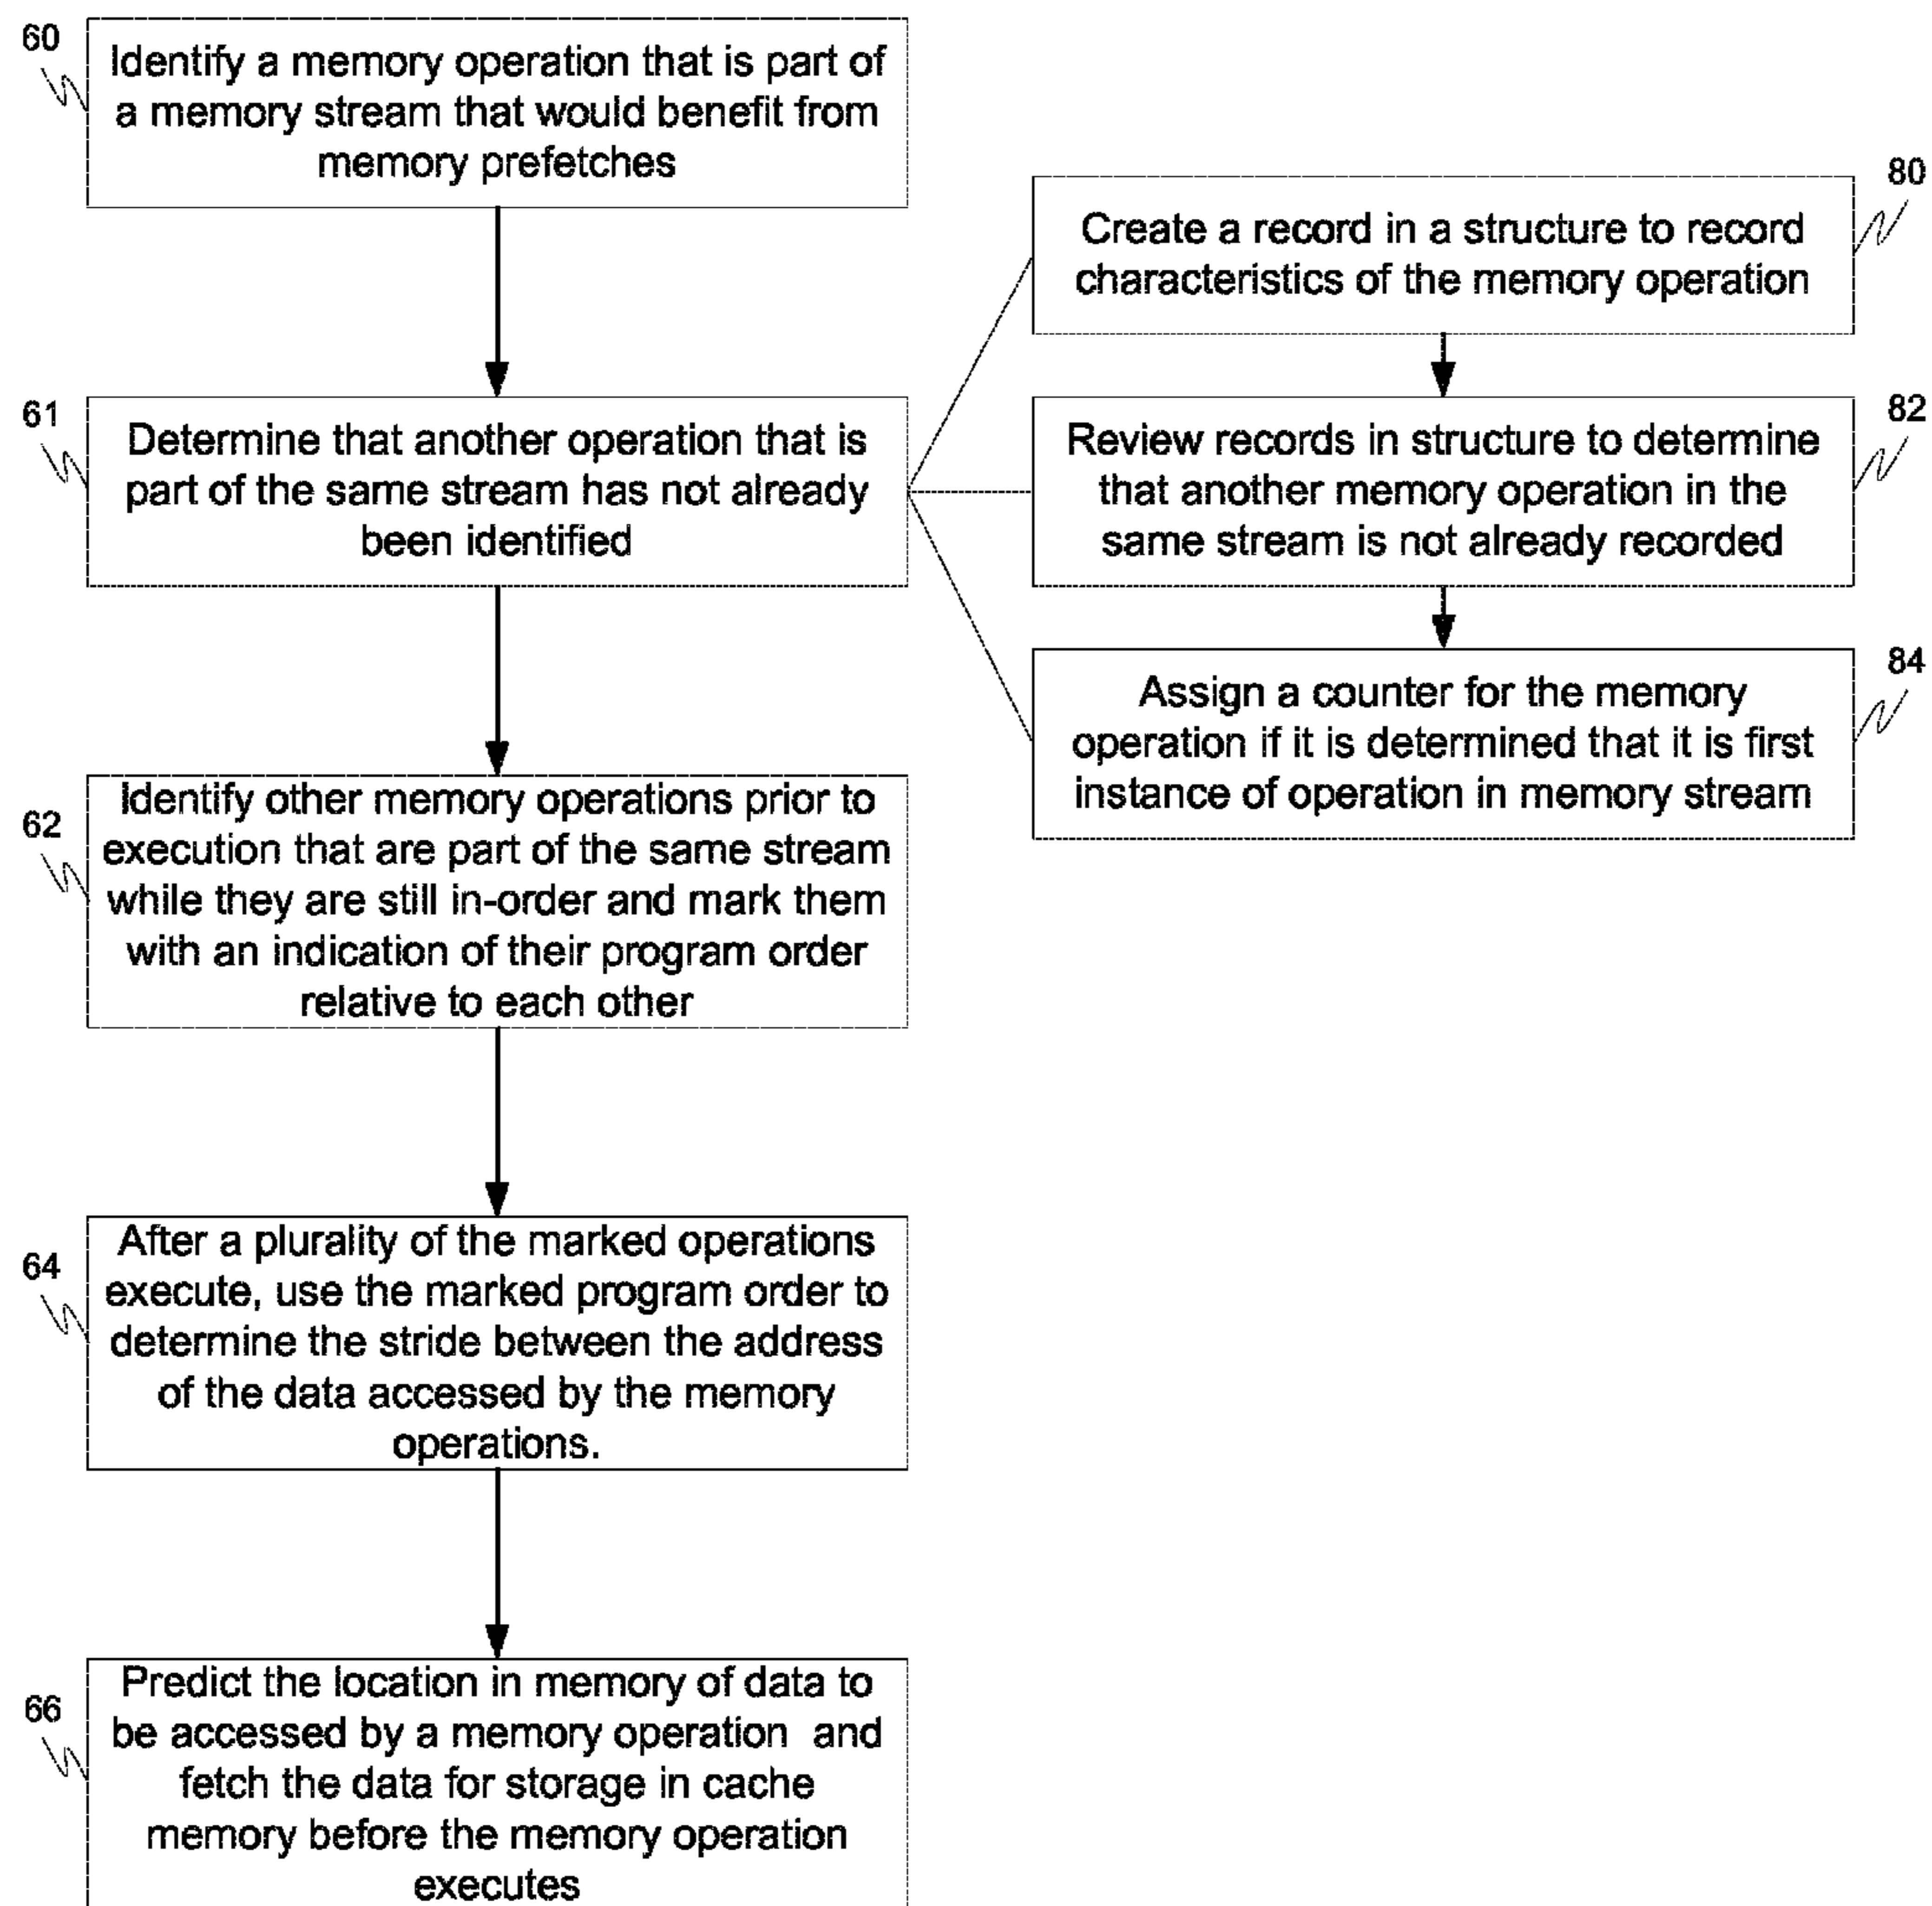 60
Identify a memory operation that is part of
a memory stream that would benefit from
memory prefetches
61
Determine that another operation that is
part of the same stream has not already
been identified
80
Create a record in a structure to record
characteristics of the memory operation
82
Review records in structure to determine
that another memory operation in the
same stream is not already recorded
84
Assign a counter for the memory
operation if it is determined that it is first
instance of operation in memory stream
62
Identify other memory operations prior to
execution that are part of the same stream
while they are still in-order and mark them
with an indication of their program order
relative to each other
64
After a plurality of the marked operations
execute, use the marked program order to
determine the stride between the address
of the data accessed by the memory
operations.
66
Predict the location in memory of data to
be accessed by a memory operation and
fetch the data for storage in cache
memory before the memory operation
executes